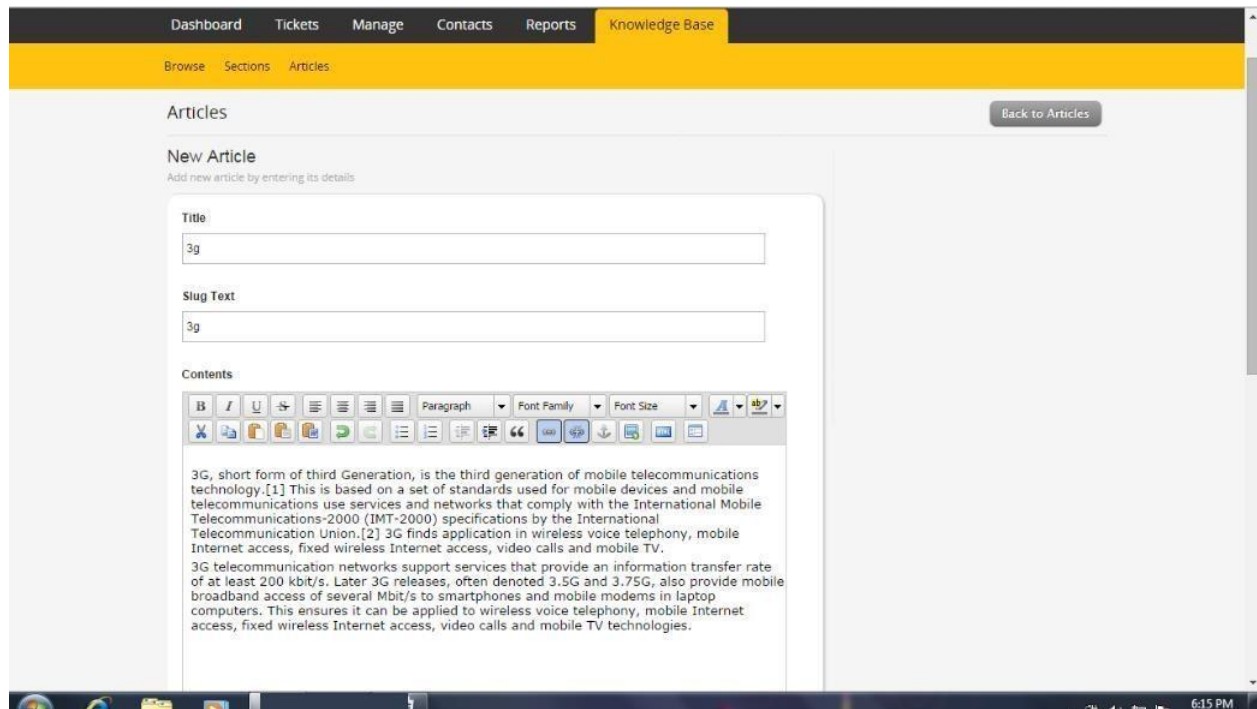 Dashboard Tickets Manage Contacts Reports Knowledge Base
Browse Sections Articles
Articles
Back to Articles
New Article
Add new article by entering its details
Title
3g
Slug Text
3g
Contents
B I U S Paragraph Font Family Font Size A ab
3G, short form of third Generation, is the third generation of mobile telecommunications
technology.[1] This is based on a set of standards used for mobile devices and mobile
telecommunications use services and networks that comply with the International Mobile
Telecommunications-2000 (IMT-2000) specifications by the International
Telecommunication Union.[2] 3G finds application in wireless voice telephony, mobile
Internet access, fixed wireless Internet access, video calls and mobile TV.
3G telecommunication networks support services that provide an information transfer rate
of at least 200 kbit/s. Later 3G releases, often denoted 3.5G and 3.75G, also provide mobile
broadband access of several Mbit/s to smartphones and mobile modems in laptop
computers. This ensures it can be applied to wireless voice telephony, mobile Internet
access, fixed wireless Internet access, video calls and mobile TV technologies.
6:15 PM